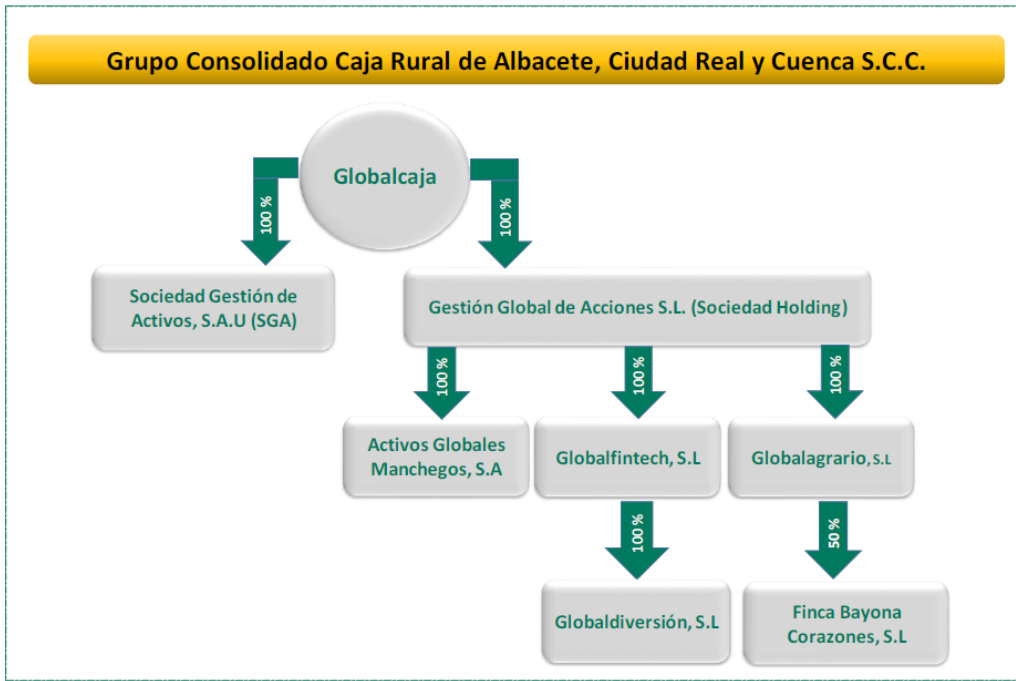 Grupo Consolidado Caja Rural de Albacete, Ciudad Real y Cuenca S.C.C.
Globalcaja
100 %
100 %
Sociedad Gestión de
Activos, S.A.U (SGA)
Gestión Global de Acciones S.L. (Sociedad Holding)
100 %
100 %
100 %
Activos Globales
Manchegos, S.A
Globalfintech, S.L
Globalagrario, S.L
100 %
50 %
Globaldiversión, S.L
Finca Bayona
Corazones, S.L